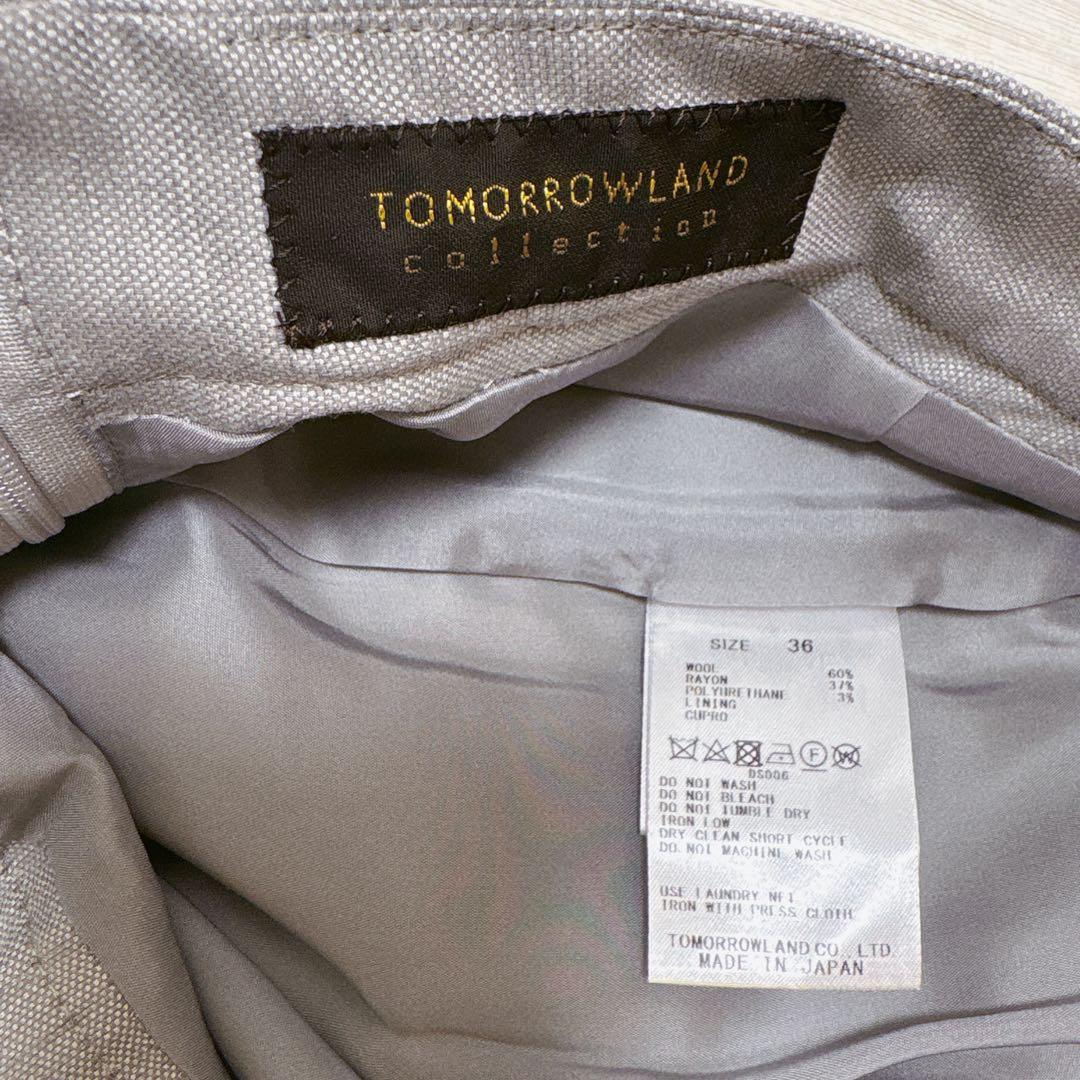 TOMORROWLAND
collection
SIZE 36
WOOL 60%
RAYON 37%
POLYURETHANE 3%
LINING
CUPRO
F W
DS006
DO NOT WASH
DO NOT BLEACH
DO NOT TUMBLE DRY
IRON LOW
DRY CLEAN SHORT CYCLE
DO NOT MACHINE WASH
USE LAUNDRY NET
IRON WITH PRESS CLOTH
TOMORROWLAND CO. LTD.
MADE IN JAPAN